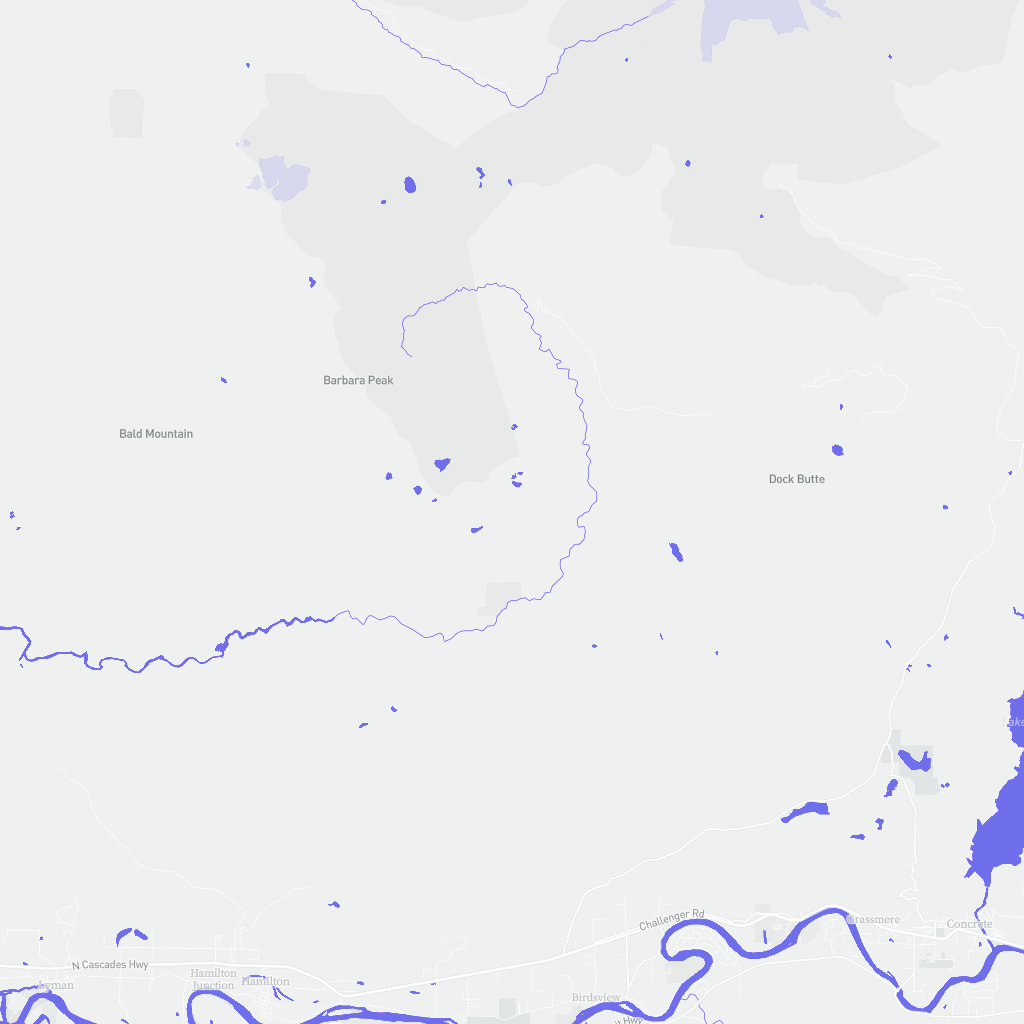 Barbara Peak
Bald Mountain
Dock Butte
Lake
Challenger Rd
Grassmere
Concrete
N Cascades Hwy
Hamilton
Junction
Hamilton
Lyman
Birdsview
it Hwy